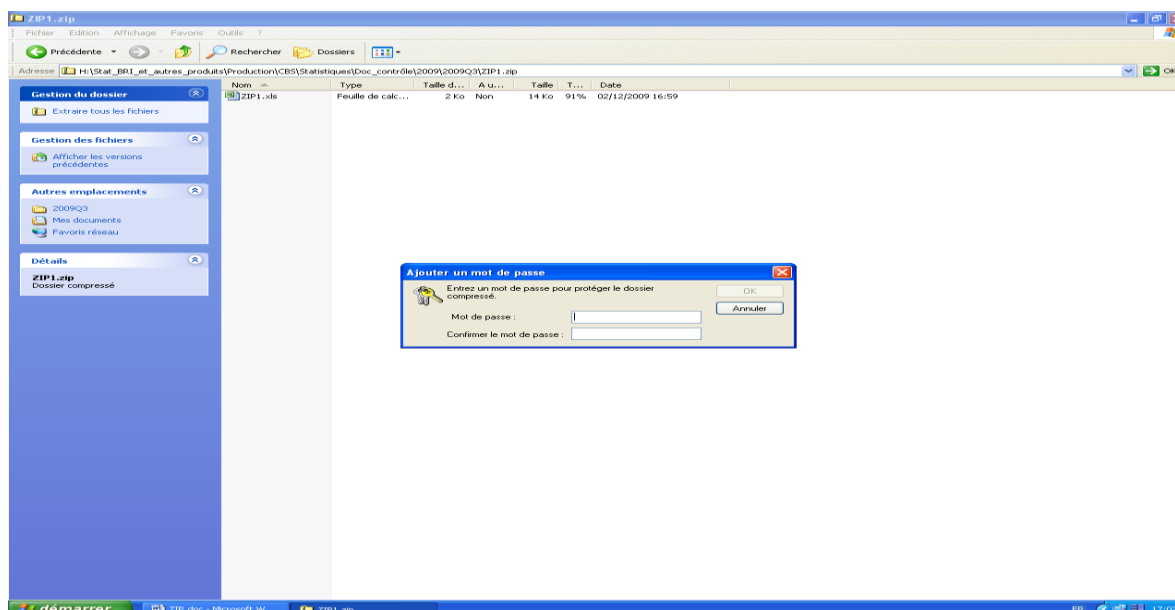 ZIP1.zip
Fichier Edition Affichage Favoris Outils ?
Précédente Rechercher Dossiers
Adresse H:\Stat_BRI_et_autres_produits\Production\CBS\Statistiques\Doc_contrôle\2009\2009Q3\ZIP1.zip OK
Nom Type Taille d... A u... Taille T... Date
ZIP1.xls Feuille de calc... 2 Ko Non 14 Ko 91% 02/12/2009 16:59
Gestion du dossier
Extraire tous les fichiers
Gestion des fichiers
Afficher les versions
précédentes
Autres emplacements
2009Q3
Mes documents
Favoris réseau
Détails
ZIP1.zip
Dossier compressé
Ajouter un mot de passe
Entrez un mot de passe pour protéger le dossier
compressé.
OK
Annuler
Mot de passe :
Confirmer le mot de passe :
démarrer ZIP.doc - Microsoft W... ZIP1.zip FR